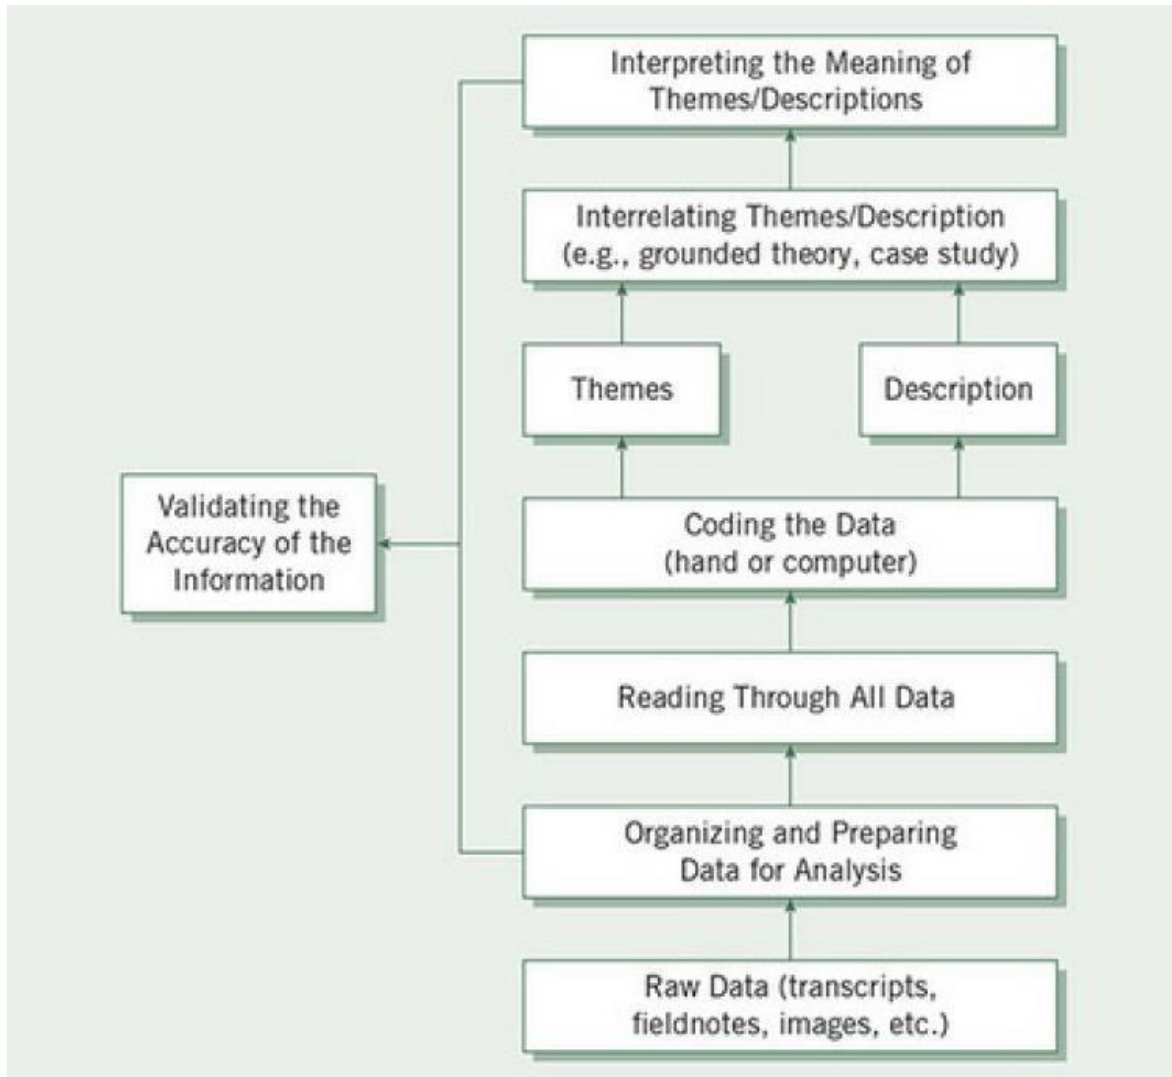 Interpreting the Meaning of
Themes/Descriptions
Interrelating Themes/Description
(e.g., grounded theory, case study)
Themes
Description
Validating the
Accuracy of the
Information
Coding the Data
(hand or computer)
Reading Through All Data
Organizing and Preparing
Data for Analysis
Raw Data (transcripts,
fieldnotes, images, etc.)